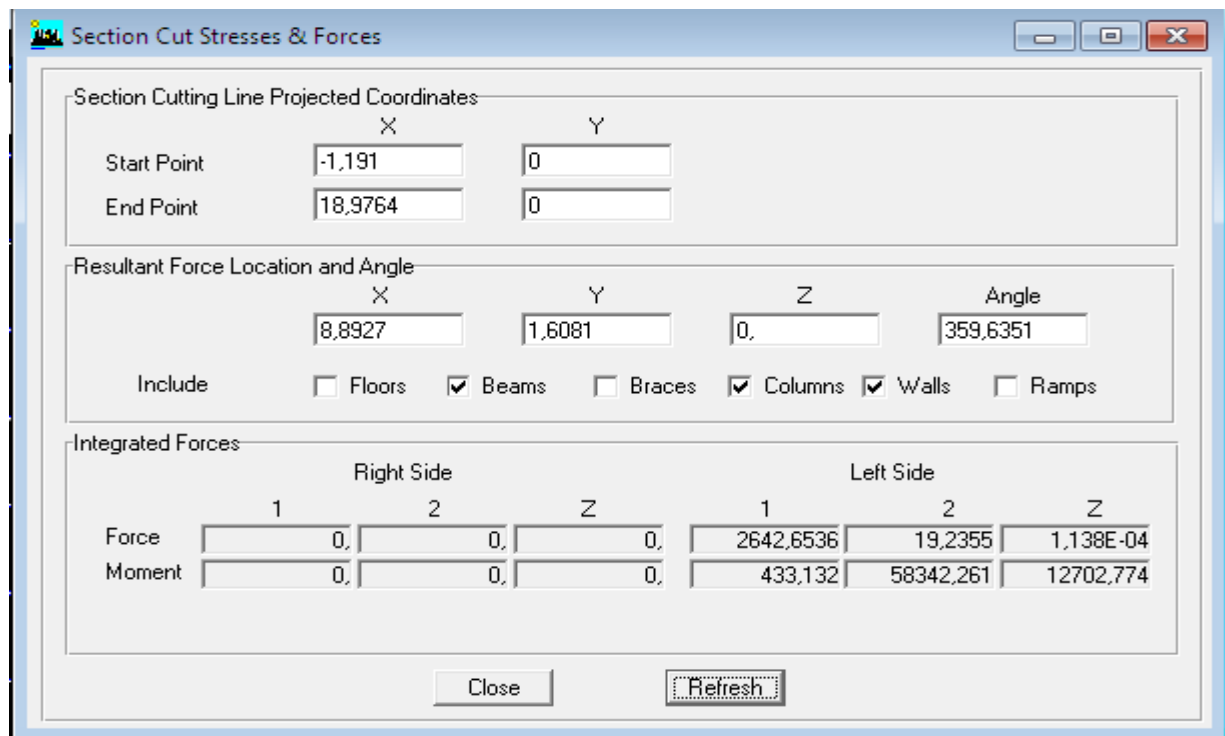 Section Cut Stresses & Forces
Section Cutting Line Projected Coordinates
X Y
Start Point -1,191 0
End Point 18,9764 0
Resultant Force Location and Angle
X Y Z Angle
8,8927 1,6081 0, 359,6351
Include Floors Beams Braces Columns Walls Ramps
Integrated Forces
Right Side Left Side
1 2 Z 1 2 Z
Force 0, 0, 0, 2642,6536 19,2355 1,138E-04
Moment 0, 0, 0, 433,132 58342,261 12702,774
Close Refresh